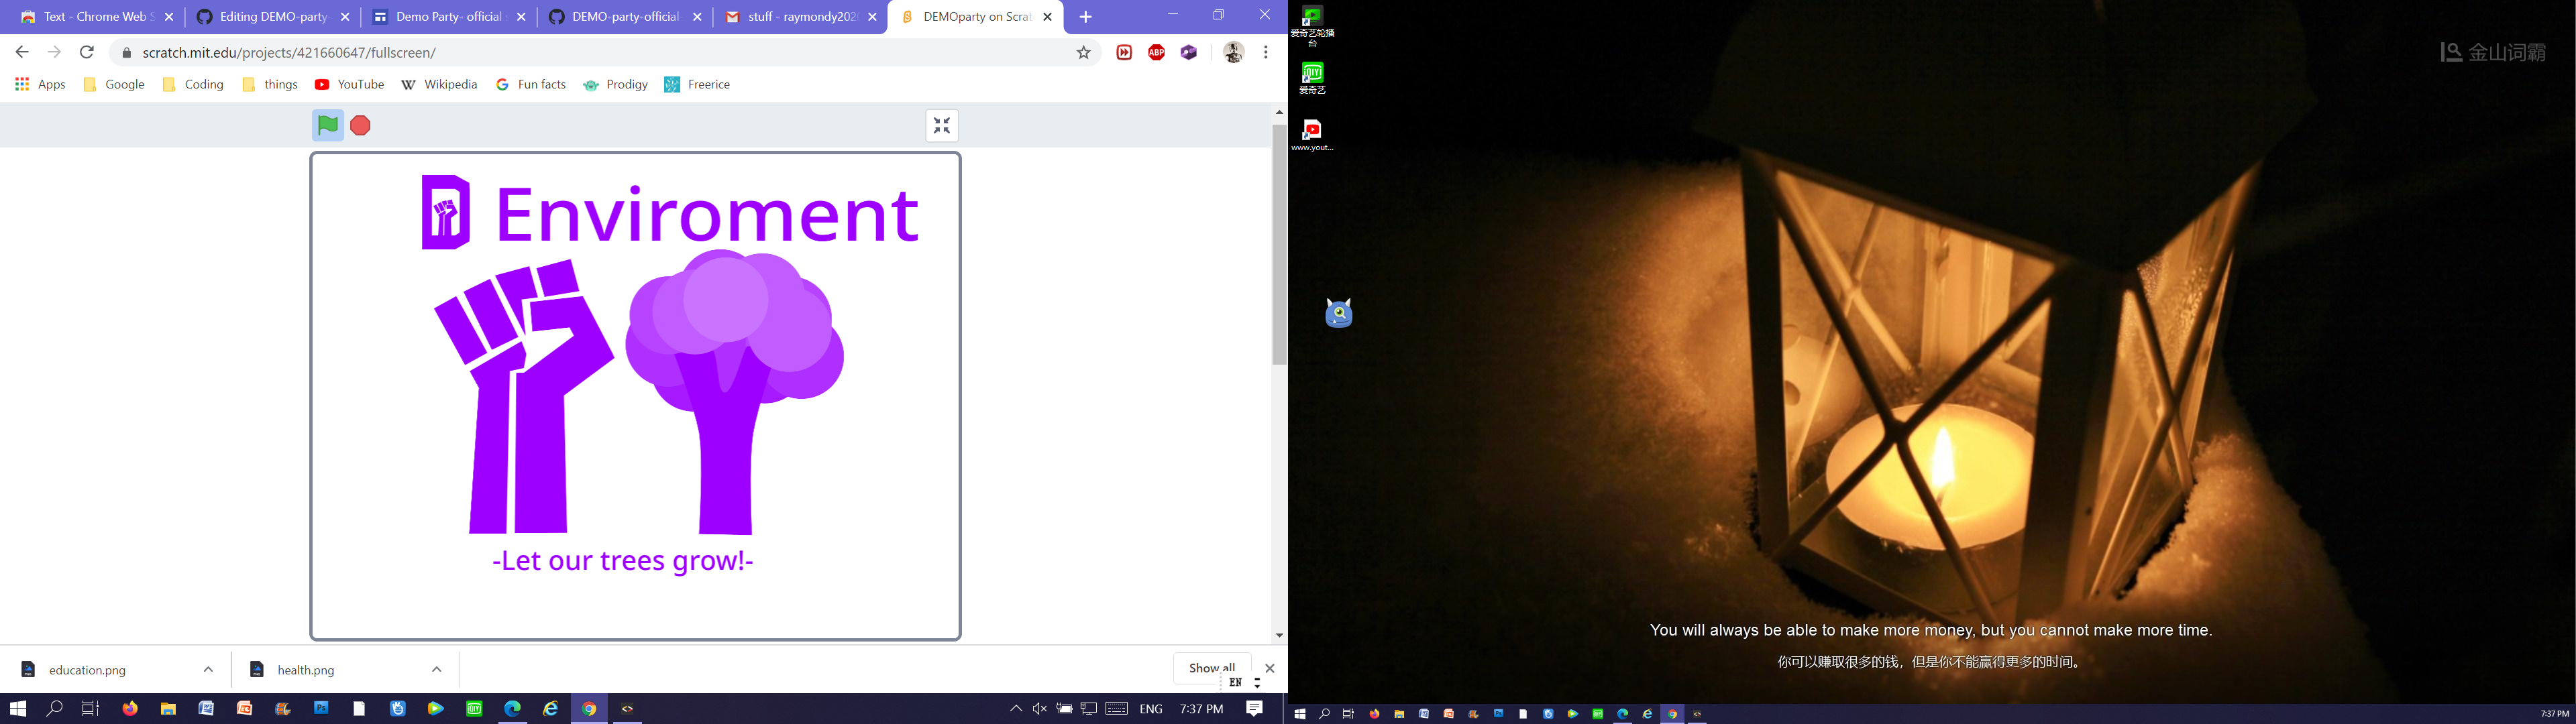 Text - Chrome Web S
Editing DEMO-party-
Demo Party- official
DEMO-party-official
stuff - raymondy202
DEMOparty on Scrat
scratch.mit.edu/projects/421660647/fullscreen/
ABP
Apps
Google
Coding
things
YouTube
Wikipedia
Fun facts
Prodigy
Freerice
D Enviroment
-Let our trees grow!-
education.png
health.png
Show all
EN
ENG
7:37 PM
爱奇艺轮播
台
爱奇艺
www.yout...
金山词霸
You will always be able to make more money, but you cannot make more time.
你可以赚取很多的钱，但是你不能赢得更多的时间。
7:37 PM